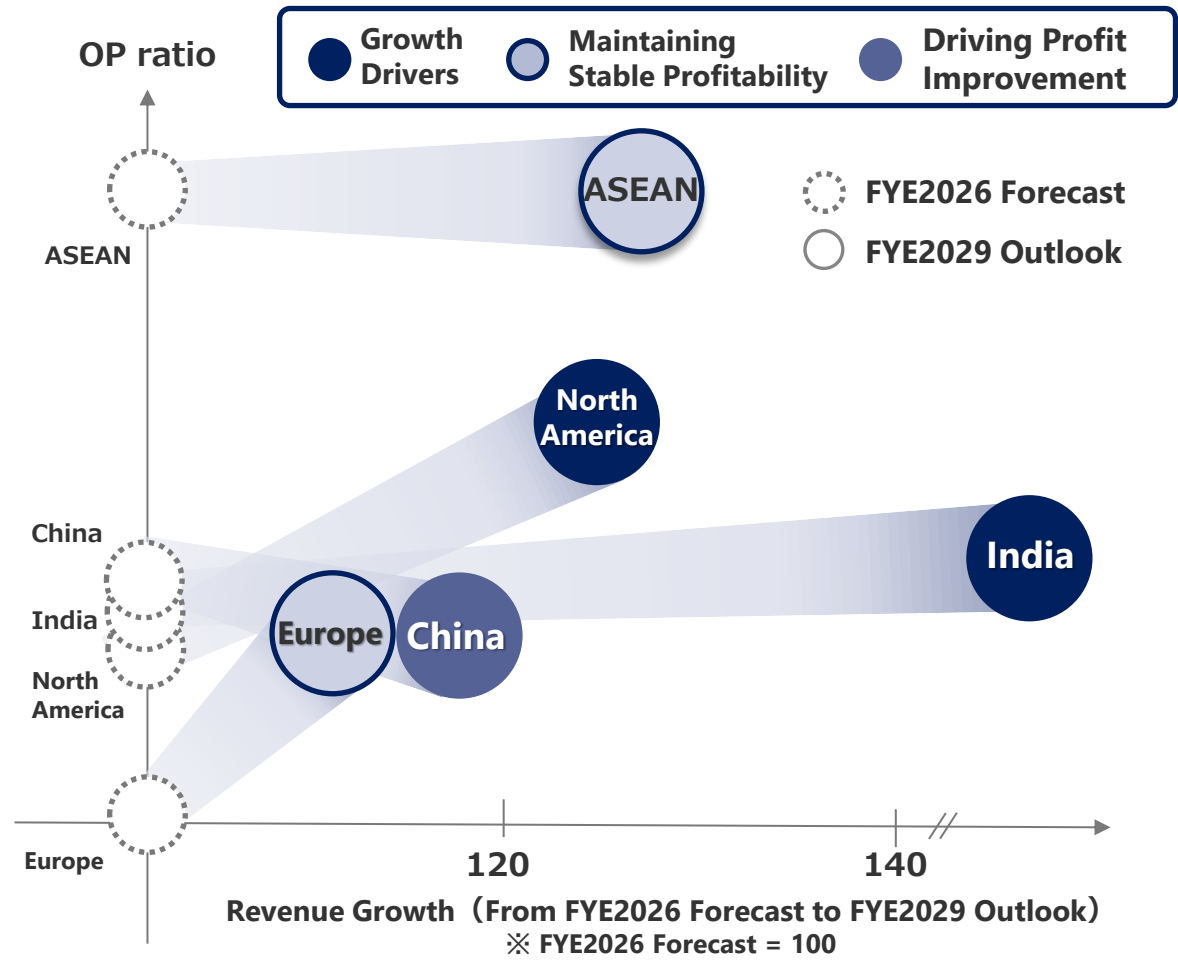 OP ratio
Growth
Drivers
Maintaining
Stable Profitability
Driving Profit
Improvement
FYE2026 Forecast
FYE2029 Outlook
ASEAN
ASEAN
North
America
China
India
India
Europe
China
North
America
Europe
120
140
Revenue Growth（From FYE2026 Forecast to FYE2029 Outlook）
※ FYE2026 Forecast = 100